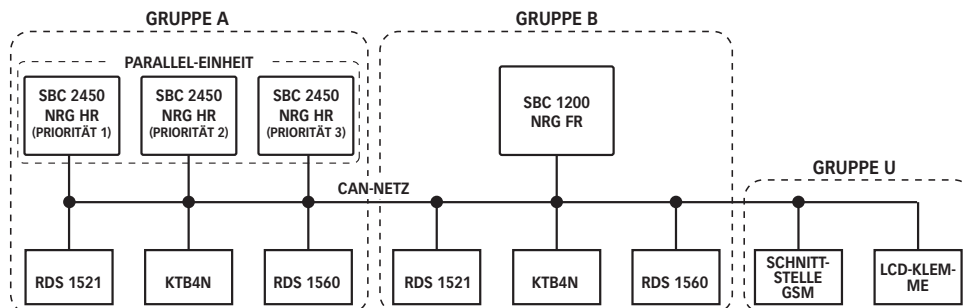 GRUPPE A
GRUPPE B
PARALLEL-EINHEIT
SBC 2450
NRG HR
(PRIORITÄT 1)
SBC 2450
NRG HR
(PRIORITÄT 2)
SBC 2450
NRG HR
(PRIORITÄT 3)
SBC 1200
NRG FR
GRUPPE U
CAN-NETZ
RDS 1521
KTB4N
RDS 1560
RDS 1521
KTB4N
RDS 1560
SCHNITT-
STELLE
GSM
LCD-KLEM-
ME